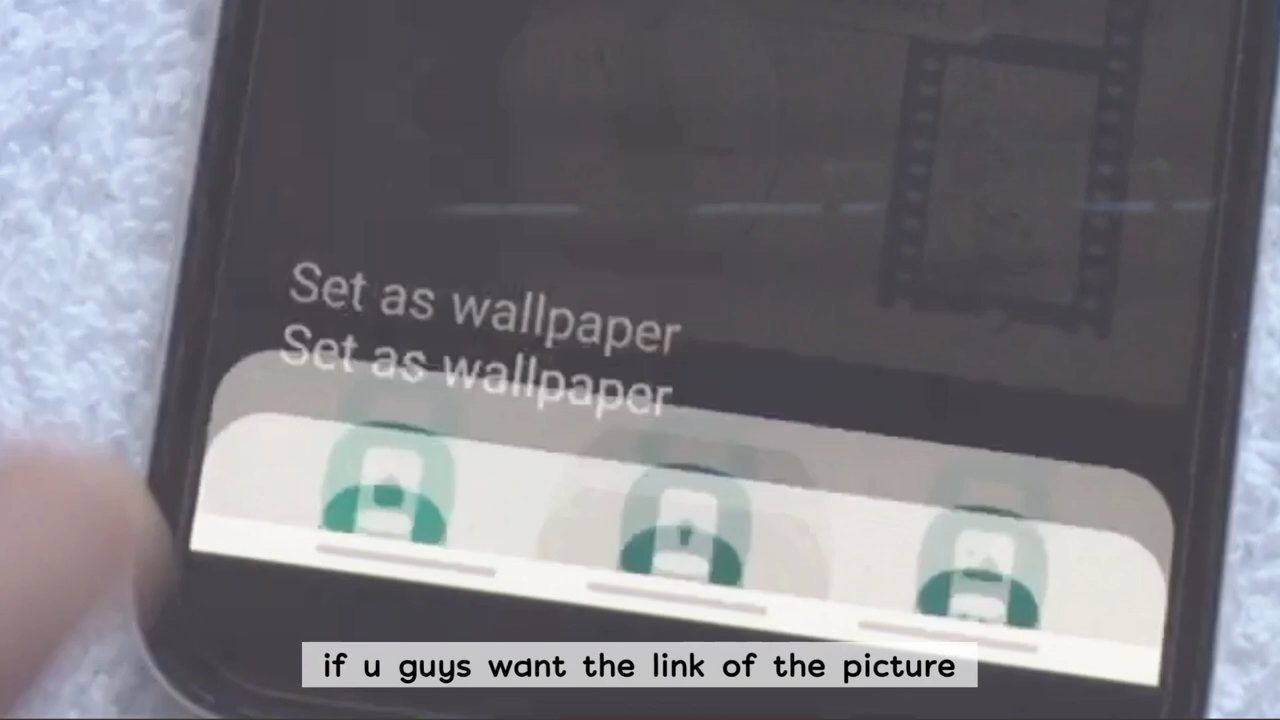 Set as wallpaper
Set as wallpaper
if u guys want the link of the picture